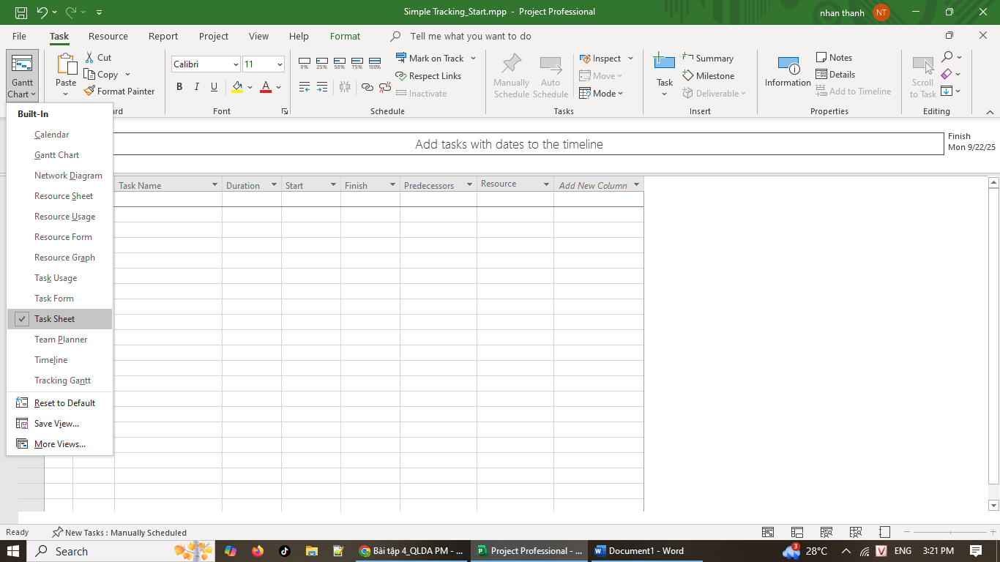 Simple Tracking_Start.mpp - Project Professional
nhan thanh NT
File Task Resource Report Project View Help Format Tell me what you want to do
Gantt Chart
Paste
Cut
Copy
Format Painter
Calibri 11
B I U A
0% 25% 50% 75% 100%
Mark on Track
Respect Links
Inactivate
Manually Schedule
Auto Schedule
Inspect
Move
Mode
Task
Summary
Milestone
Deliverable
Information
Notes
Details
Add to Timeline
Scroll to Task
rd Font Schedule Tasks Insert Properties Editing
Built-In
Calendar
Gantt Chart
Network Diagram
Resource Sheet
Resource Usage
Resource Form
Resource Graph
Task Usage
Task Form
Task Sheet
Team Planner
Timeline
Tracking Gantt
Reset to Default
Save View...
More Views...
Add tasks with dates to the timeline
Finish
Mon 9/22/25
Task Name Duration Start Finish Predecessors Resource Add New Column
Ready New Tasks : Manually Scheduled
Search
Bài tập 4_QLDA PM - ...
Project Professional - ...
Document1 - Word
3 28°C V ENG 3:21 PM